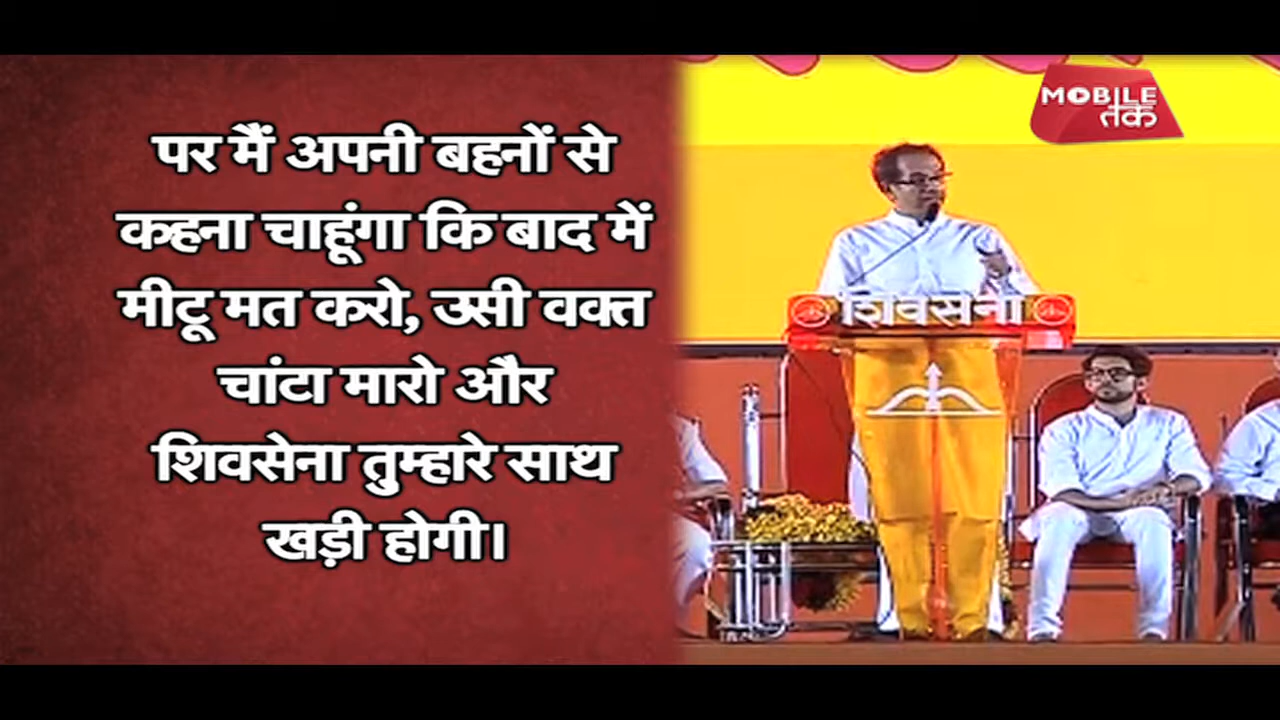 पर मैं अपनी बहनों से
कहना चाहूंगा कि बाद में
मीटू मत करो, उसी वक्त
चांटा मारो और
शिवसेना तुम्हारे साथ
खड़ी होगी।
MOBILE
तक
शिवसेना